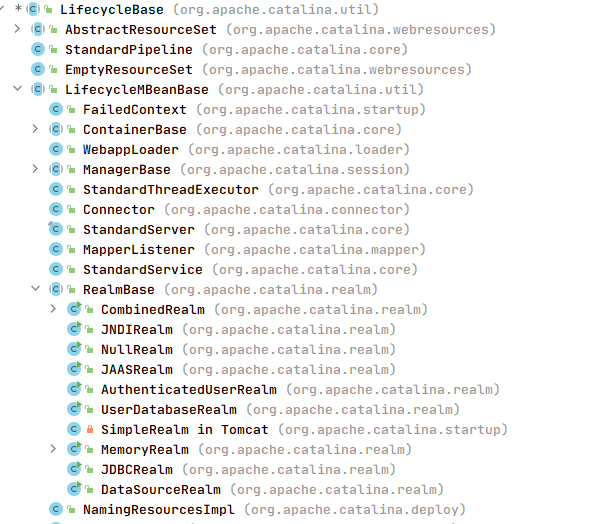 * LifecycleBase (org.apache.catalina.util)
AbstractResourceSet (org.apache.catalina.webresources)
StandardPipeline (org.apache.catalina.core)
EmptyResourceSet (org.apache.catalina.webresources)
LifecycleMBeanBase (org.apache.catalina.util)
FailedContext (org.apache.catalina.startup)
ContainerBase (org.apache.catalina.core)
WebappLoader (org.apache.catalina.loader)
ManagerBase (org.apache.catalina.session)
StandardThreadExecutor (org.apache.catalina.core)
Connector (org.apache.catalina.connector)
StandardServer (org.apache.catalina.core)
MapperListener (org.apache.catalina.mapper)
StandardService (org.apache.catalina.core)
RealmBase (org.apache.catalina.realm)
CombinedRealm (org.apache.catalina.realm)
JNDIRealm (org.apache.catalina.realm)
NullRealm (org.apache.catalina.realm)
JAASRealm (org.apache.catalina.realm)
AuthenticatedUserRealm (org.apache.catalina.realm)
UserDatabaseRealm (org.apache.catalina.realm)
SimpleRealm in Tomcat (org.apache.catalina.startup)
MemoryRealm (org.apache.catalina.realm)
JDBCRealm (org.apache.catalina.realm)
DataSourceRealm (org.apache.catalina.realm)
NamingResourcesImpl (org.apache.catalina.deploy)